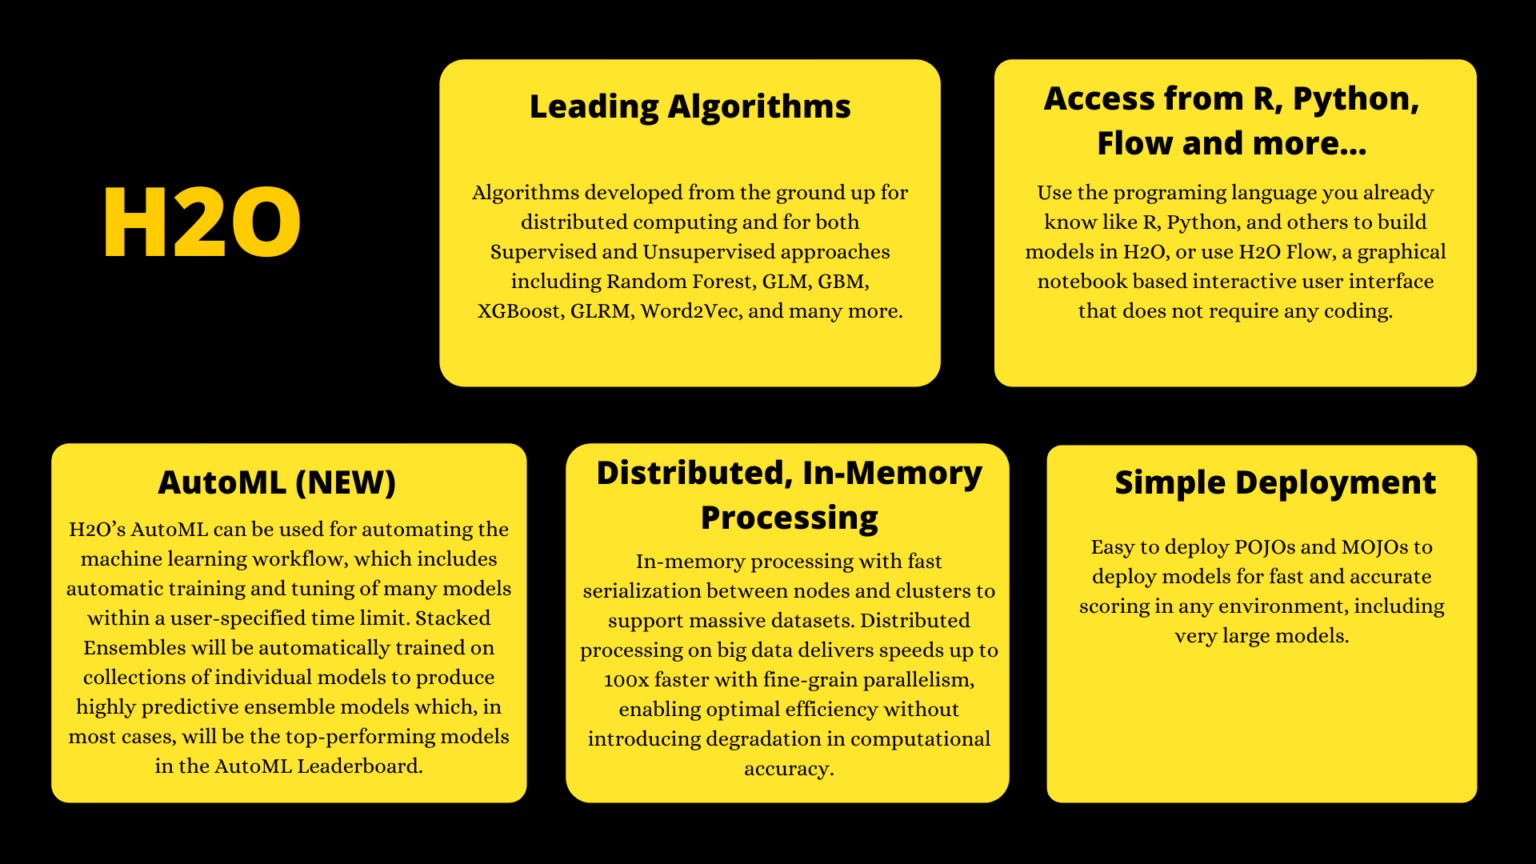 H2O
Leading Algorithms
Algorithms developed from the ground up for
distributed computing and for both
Supervised and Unsupervised approaches
including Random Forest, GLM, GBM,
XGBoost, GLRM, Word2Vec, and many more.
Access from R, Python,
Flow and more...
Use the programing language you already
know like R, Python, and others to build
models in H2O, or use H2O Flow, a graphical
notebook based interactive user interface
that does not require any coding.
AutoML (NEW)
H2O’s AutoML can be used for automating the
machine learning workflow, which includes
automatic training and tuning of many models
within a user-specified time limit. Stacked
Ensembles will be automatically trained on
collections of individual models to produce
highly predictive ensemble models which, in
most cases, will be the top-performing models
in the AutoML Leaderboard.
Distributed, In-Memory
Processing
In-memory processing with fast
serialization between nodes and clusters to
support massive datasets. Distributed
processing on big data delivers speeds up to
100x faster with fine-grain parallelism,
enabling optimal efficiency without
introducing degradation in computational
accuracy.
Simple Deployment
Easy to deploy POJOs and MOJOs to
deploy models for fast and accurate
scoring in any environment, including
very large models.